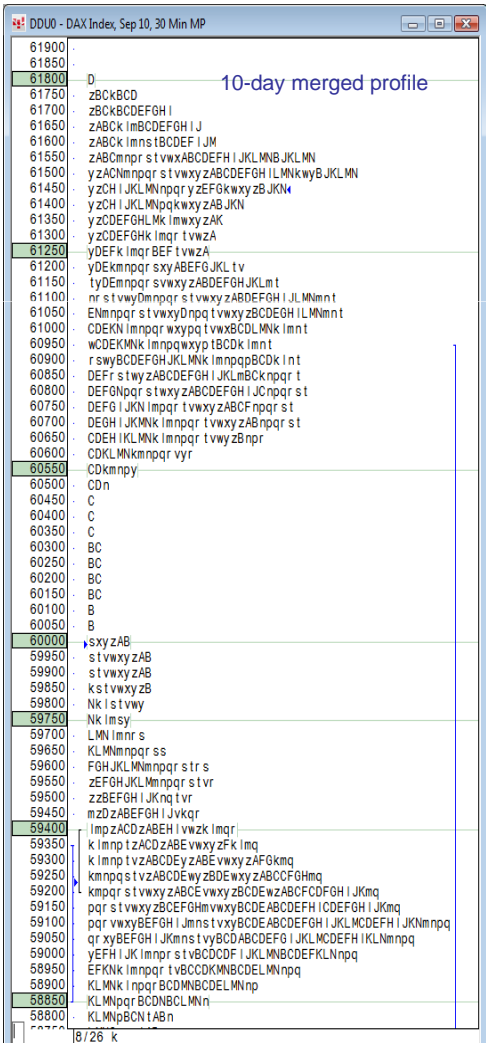 DDU0 - DAX Index, Sep 10, 30 Min MP
10-day merged profile
61900
61850
61800 D
61750 zBCkBCD
61700 zBCkBCDEFGHI
61650 zABCklmBCDEFGHIJ
61600 zABCklmnstBCDEFIJM
61550 zABCmnprstvwxABCDEFHIJKLMNBJKLMN
61500 yzACNmnpqrstvwxyzABCDEFGHILMNkwyBJKLMN
61450 yzCHIJKLMNnpqryzEFGkwxyzBJKN
61400 yzCHIJKLMNpqkwxyzABJKN
61350 yzCDEFGHLMklmwxyzAK
61300 yzCDEFGHklmqrtvwzA
61250 yDEFklmqrBEFtvwzA
61200 yDEkmnpqrsxyABEFGJKLtv
61150 tyDEmnpqrsvwxyzABDEFGHJKLmt
61100 nrstvwyDmnpqrstvwxyzABDEFGHIJLMNmnt
61050 ENmnpqrstvwxyDnpqtvwxyzBCDEGHILMNmnt
61000 CDEKNlmnpqrwxypqtvwxBCDLMNklmnt
60950 wCDEKMNklmnpqwxyptBCDklmnt
60900 rswyBCDEFGHJKLMNklmnpqpBCDklnt
60850 DEFrstwyzABCDEFGHIJKLmBCknpqrt
60800 DEFGNpqrstwxyzABCDEFGHIJCnpqrst
60750 DEFGIJKNlmpqrtvwxyzABCFnpqrst
60700 DEGHIJKMNklmnpqrtvwxyzABnpqrst
60650 CDEHIKLMNklmnpqrtvwyzBnpr
60600 CDKLMNkmnpqrvyr
60550 CDkmnpy
60500 CDn
60450 C
60400 C
60350 C
60300 BC
60250 BC
60200 BC
60150 BC
60100 B
60050 B
60000 sxyzAB
59950 stvwxyzAB
59900 stvwxyzAB
59850 kstvwxyzB
59800 Nklstvwy
59750 Nklmsy
59700 LMNlmnrs
59650 KLMNmnpqrss
59600 FGHJKLMNmnpqrstrs
59550 zEFGHJKLMmnpqrstvr
59500 zzBEFGHIJKnqtvr
59450 mzDzABEFGHIJvkqr
59400 lmpzACDzABEHIvwzklmqr
59350 klmnptzACDzABEvwxyzFklmq
59300 klmnptvzABCDEyzABEvwxyzAFGkmq
59250 kmnpqstvzABCDEwyzBDEwxyzABCCFGHmq
59200 kmpqrstvwxyzABCEvwxyzBCDEwzABCFCDFGHIJKmq
59150 pqrstvwxyzBCEFGHmvwxyBCDEABCDEFHICDEFGHIJKmq
59100 pqrvwxyBEFGHIJmnstvxyBCDEABCDEFGHIJKLMCDEFHIJKNmnpq
59050 qrxyBEFGHIJKmnstvyBCDABCDEFGIJKLMCDEFHIKLNmnpq
59000 yEFHIJKlmnprstvBCDCDFIJKLMNBCDEFKLNnpq
58950 EFKNklmnpqrtvBCCDKMNBCDELMNnpq
58900 KLMNklnpqrBCDMNBCDELMNnp
58850 KLMNpqrBCDNBCLMNn
58800 KLMNpBCNtABn
8/26 k